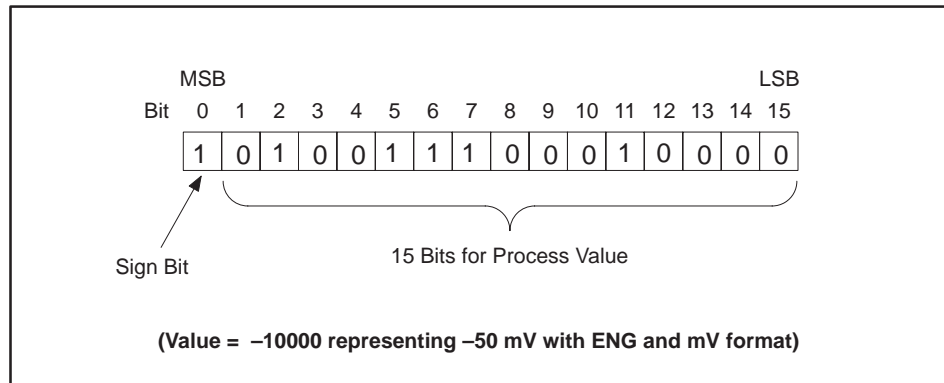 MSB LSB
Bit 0 1 2 3 4 5 6 7 8 9 10 11 12 13 14 15
1 0 1 0 0 1 1 1 0 0 0 1 0 0 0 0
15 Bits for Process Value
Sign Bit
(Value = –10000 representing –50 mV with ENG and mV format)